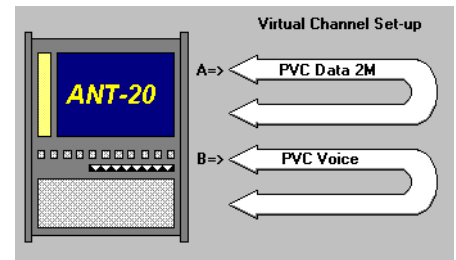 Virtual Channel Set-up
ANT-20
A=> PVC Data 2M
B=> PVC Voice